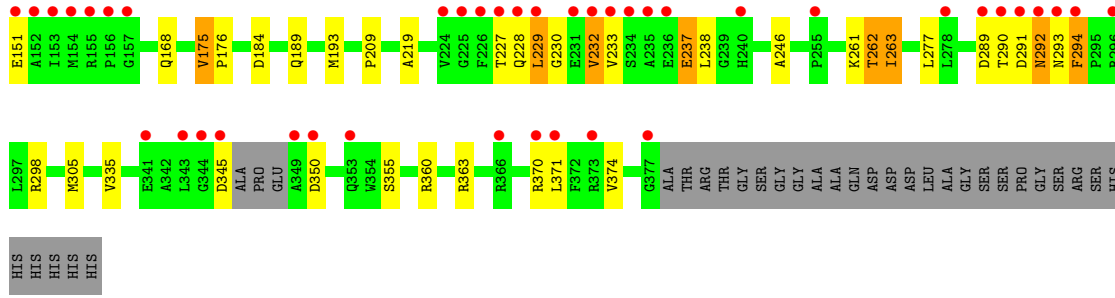 E151 A152 I153 M154 R155 P156 G157 Q168 V175 P176 D184 Q189 M193 P209 A219 V224 G225 F226 T227 Q228 L229 G230 E231 V232 V233 S234 A235 E236 E237 L238 G239 H240 A246 P255 K261 T262 I263 L277 L278 D289 T290 D291 N292 N293 F294 P295 R296
L297 R298 M305 V335 E341 A342 L343 G344 D345 ALA PRO GLU A349 D350 Q353 W354 S355 R360 R363 R366 R370 L371 F372 R373 V374 G377 ALA THR ARG THR GLY SER GLY GLY ALA ALA GLN ASP ASP ASP LEU ALA GLY SER SER PRO GLY SER ARG SER HIS
HIS HIS HIS HIS HIS